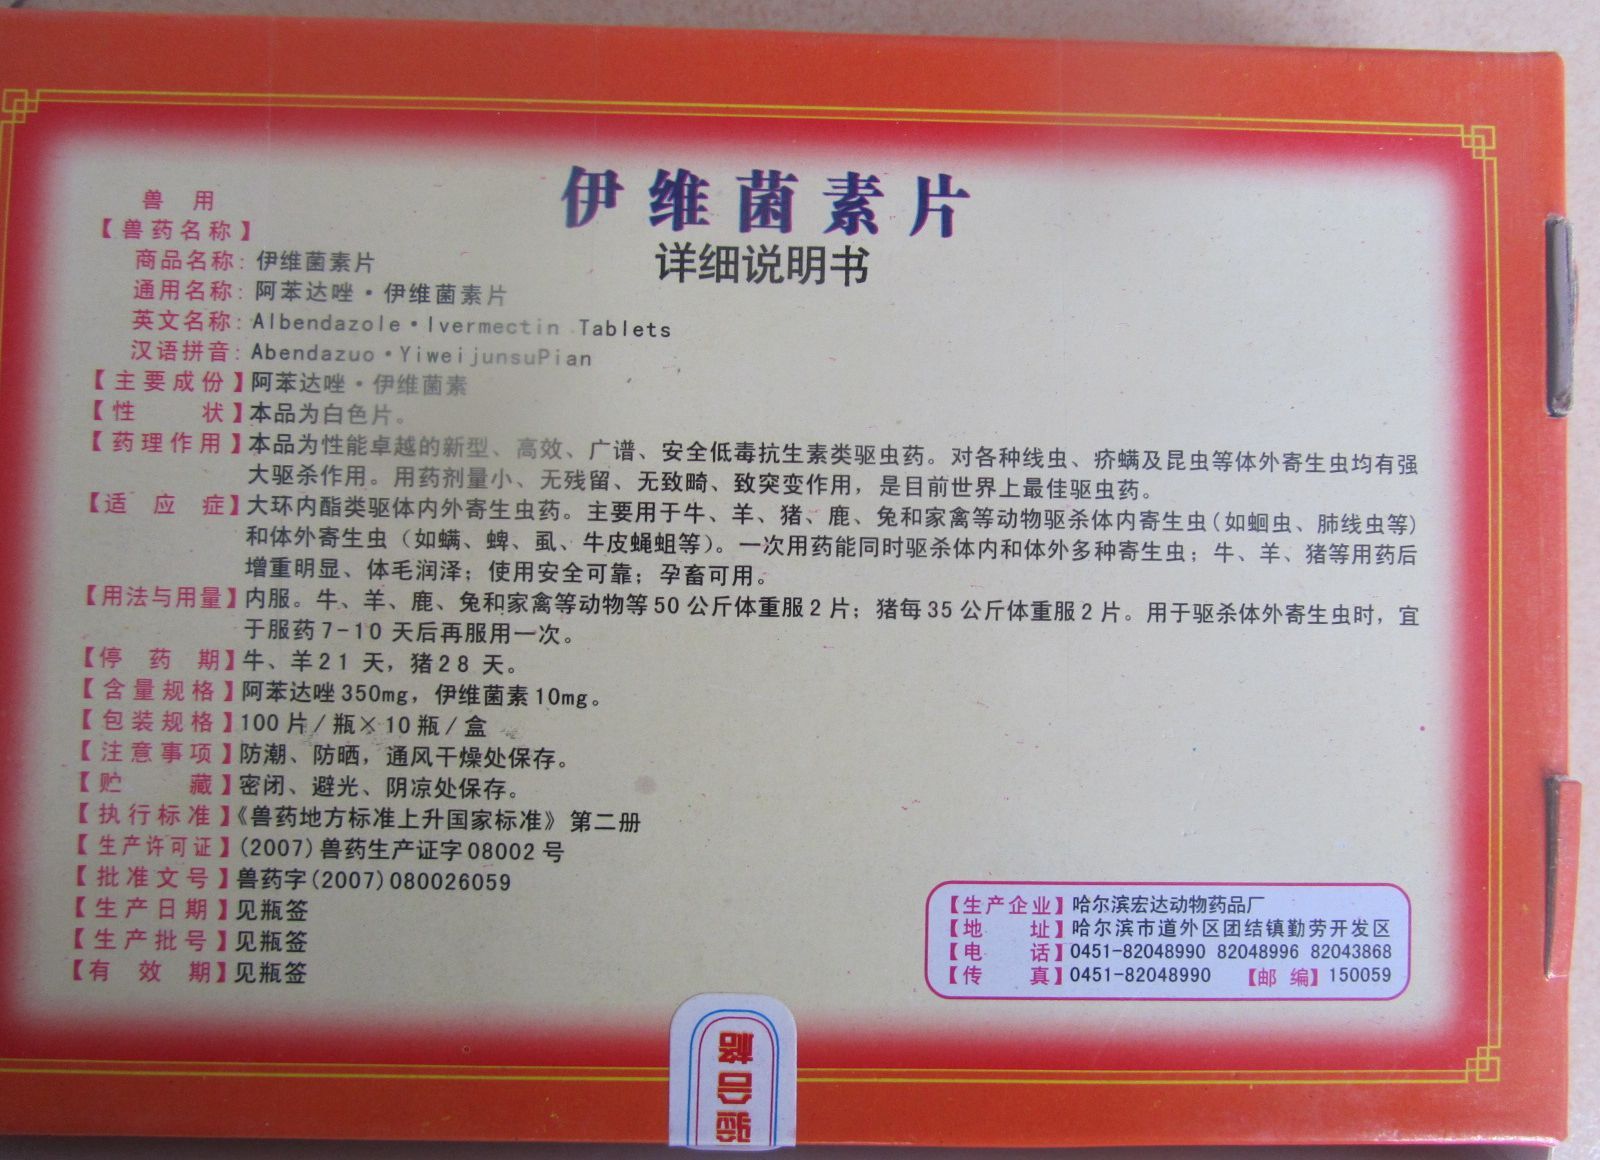 伊维菌素片
详细说明书
兽 用
【兽药名称】
商品名称：伊维菌素片
通用名称：阿苯达唑·伊维菌素片
英文名称：Albendazole·Ivermectin Tablets
汉语拼音：Abendazuo·YiweijunsuPian
【主要成份】阿苯达唑·伊维菌素
【性 状】本品为白色片。
【药理作用】本品为性能卓越的新型、高效、广谱、安全低毒抗生素类驱虫药。对各种线虫、疥螨及昆虫等体外寄生虫均有强
大驱杀作用。用药剂量小、无残留、无致畸、致突变作用，是目前世界上最佳驱虫药。
【适 应 症】大环内酯类驱体内外寄生虫药。主要用于牛、羊、猪、鹿、兔和家禽等动物驱杀体内寄生虫（如蛔虫、肺线虫等）
和体外寄生虫（如螨、蜱、虱、牛皮蝇蛆等）。一次用药能同时驱杀体内和体外多种寄生虫；牛、羊、猪等用药后
增重明显、体毛润泽；使用安全可靠；孕畜可用。
【用法与用量】内服。牛、羊、鹿、兔和家禽等动物等50公斤体重服2片；猪每35公斤体重服2片。用于驱杀体外寄生虫时，宜
于服药7-10 天后再服用一次。
【停 药 期】牛、羊21 天，猪28 天。
【含量规格】阿苯达唑350mg，伊维菌素10mg。
【包装规格】100片/瓶×10瓶/盒
【注意事项】防潮、防晒，通风干燥处保存。
【贮 藏】密闭、避光、阴凉处保存。
【执行标准】《兽药地方标准上升国家标准》第二册
【生产许可证】(2007)兽药生产证字08002号
【批准文号】兽药字(2007)080026059
【生产日期】见瓶签
【生产批号】见瓶签
【有 效 期】见瓶签
【生产企业】哈尔滨宏达动物药品厂
【地 址】哈尔滨市道外区团结镇勤劳开发区
【电 话】0451-82048990 82048996 82043868
【传 真】0451-82048990 【邮 编】150059
验合格